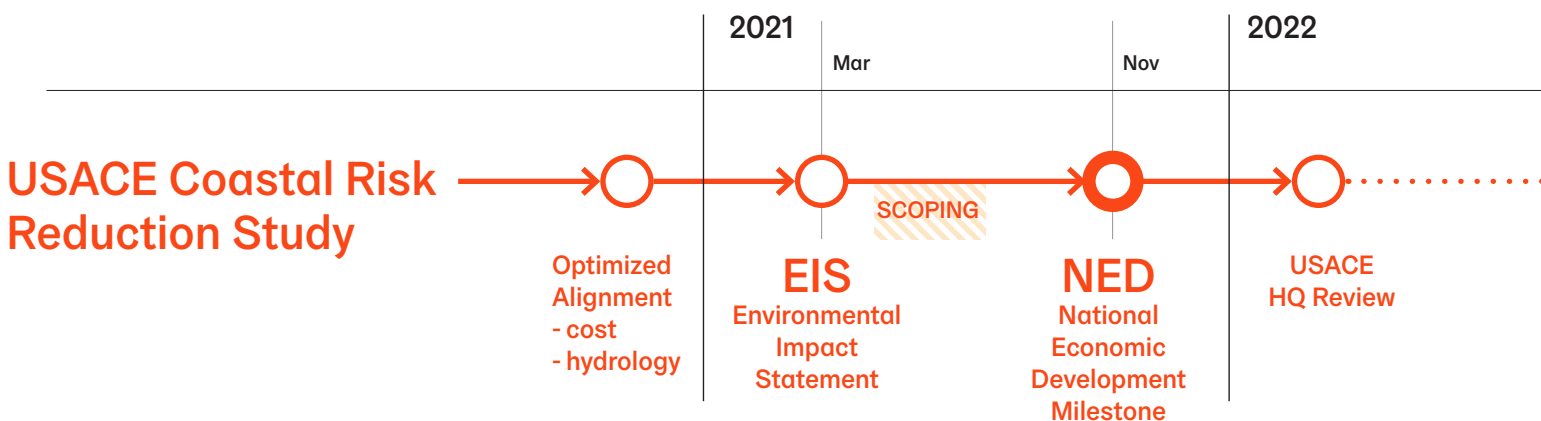 2021
2022
Mar
Nov
USACE Coastal Risk
Reduction Study
SCOPING
Optimized
Alignment
- cost
- hydrology
EIS
Environmental
Impact
Statement
NED
National
Economic
Development
Milestone
USACE
HQ Review